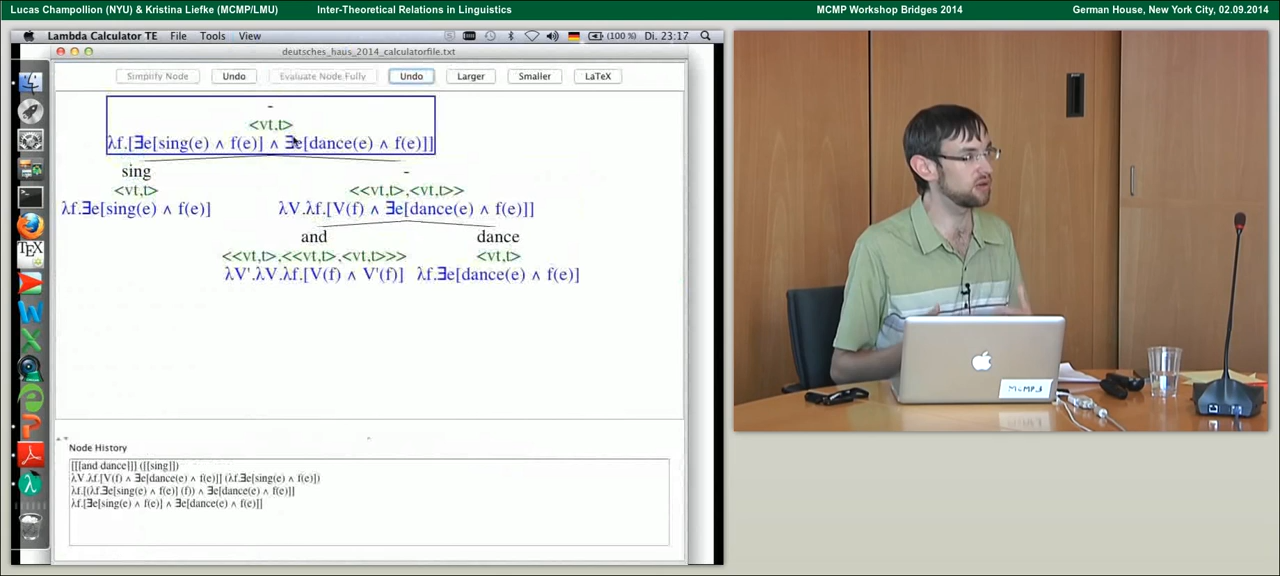 Lucas Champollion (NYU) & Kristina Liefke (MCMP/LMU) Inter-Theoretical Relations in Linguistics MCMP Workshop Bridges 2014 German House, New York City, 02.09.2014
Lambda Calculator TE File Tools View (100 %) Di. 23:17
deutsches_haus_2014_calculatorfile.txt
Simplify Node Undo Evaluate Node Fully Undo Larger Smaller LaTeX
-
<vt,t>
λf.[∃e[sing(e) ∧ f(e)] ∧ ∃e[dance(e) ∧ f(e)]]
sing -
<vt,t> <<vt,t>,<vt,t>>
λf.∃e[sing(e) ∧ f(e)] λV.λf.[V(f) ∧ ∃e[dance(e) ∧ f(e)]]
and dance
<<vt,t>,<<vt,t>,<vt,t>>> <vt,t>
λV'.λV.λf.[V(f) ∧ V'(f)] λf.∃e[dance(e) ∧ f(e)]
Node History
[[[and dance]]] ([[sing]])
λV.λf.[V(f) ∧ ∃e[dance(e) ∧ f(e)]] (λf.∃e[sing(e) ∧ f(e)])
λf.[(λf.∃e[sing(e) ∧ f(e)] (f)) ∧ ∃e[dance(e) ∧ f(e)]]
λf.[∃e[sing(e) ∧ f(e)] ∧ ∃e[dance(e) ∧ f(e)]]
TEX
MCMP